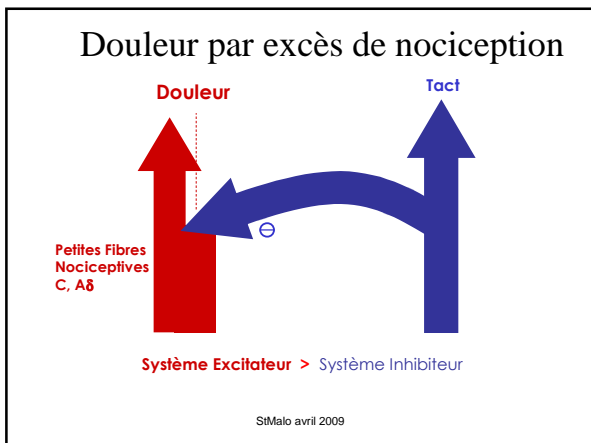 Douleur par excès de nociception
Douleur
Tact
⊖
Petites Fibres
Nociceptives
C, Aδ
Système Excitateur > Système Inhibiteur
StMalo avril 2009